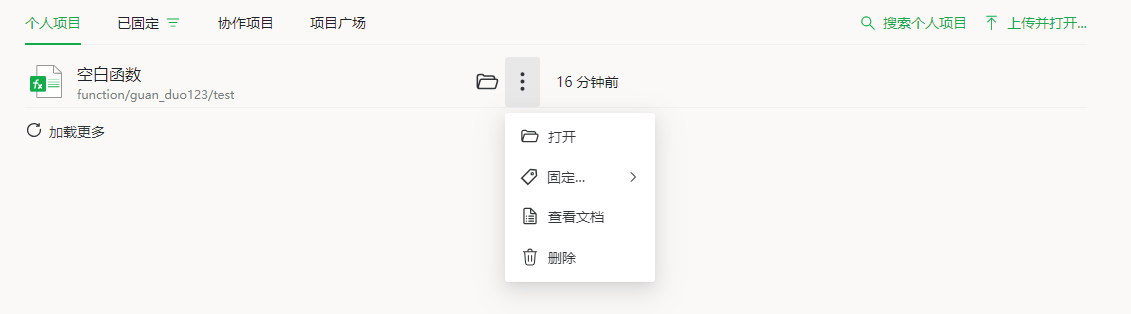 个人项目 已固定 协作项目 项目广场 搜索个人项目 上传并打开...
fx 空白函数 16 分钟前
function/guan_duo123/test
加载更多
打开
固定...
查看文档
删除